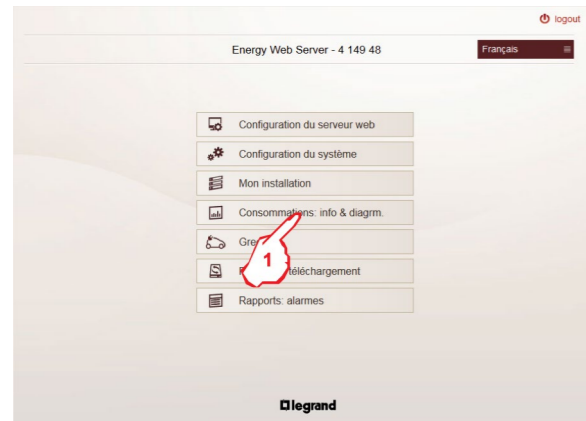 logout
Energy Web Server - 4 149 48
Français
Configuration du serveur web
Configuration du système
Mon installation
Consommations: info & diagrm.
Gre
1
téléchargement
Rapports: alarmes
legrand